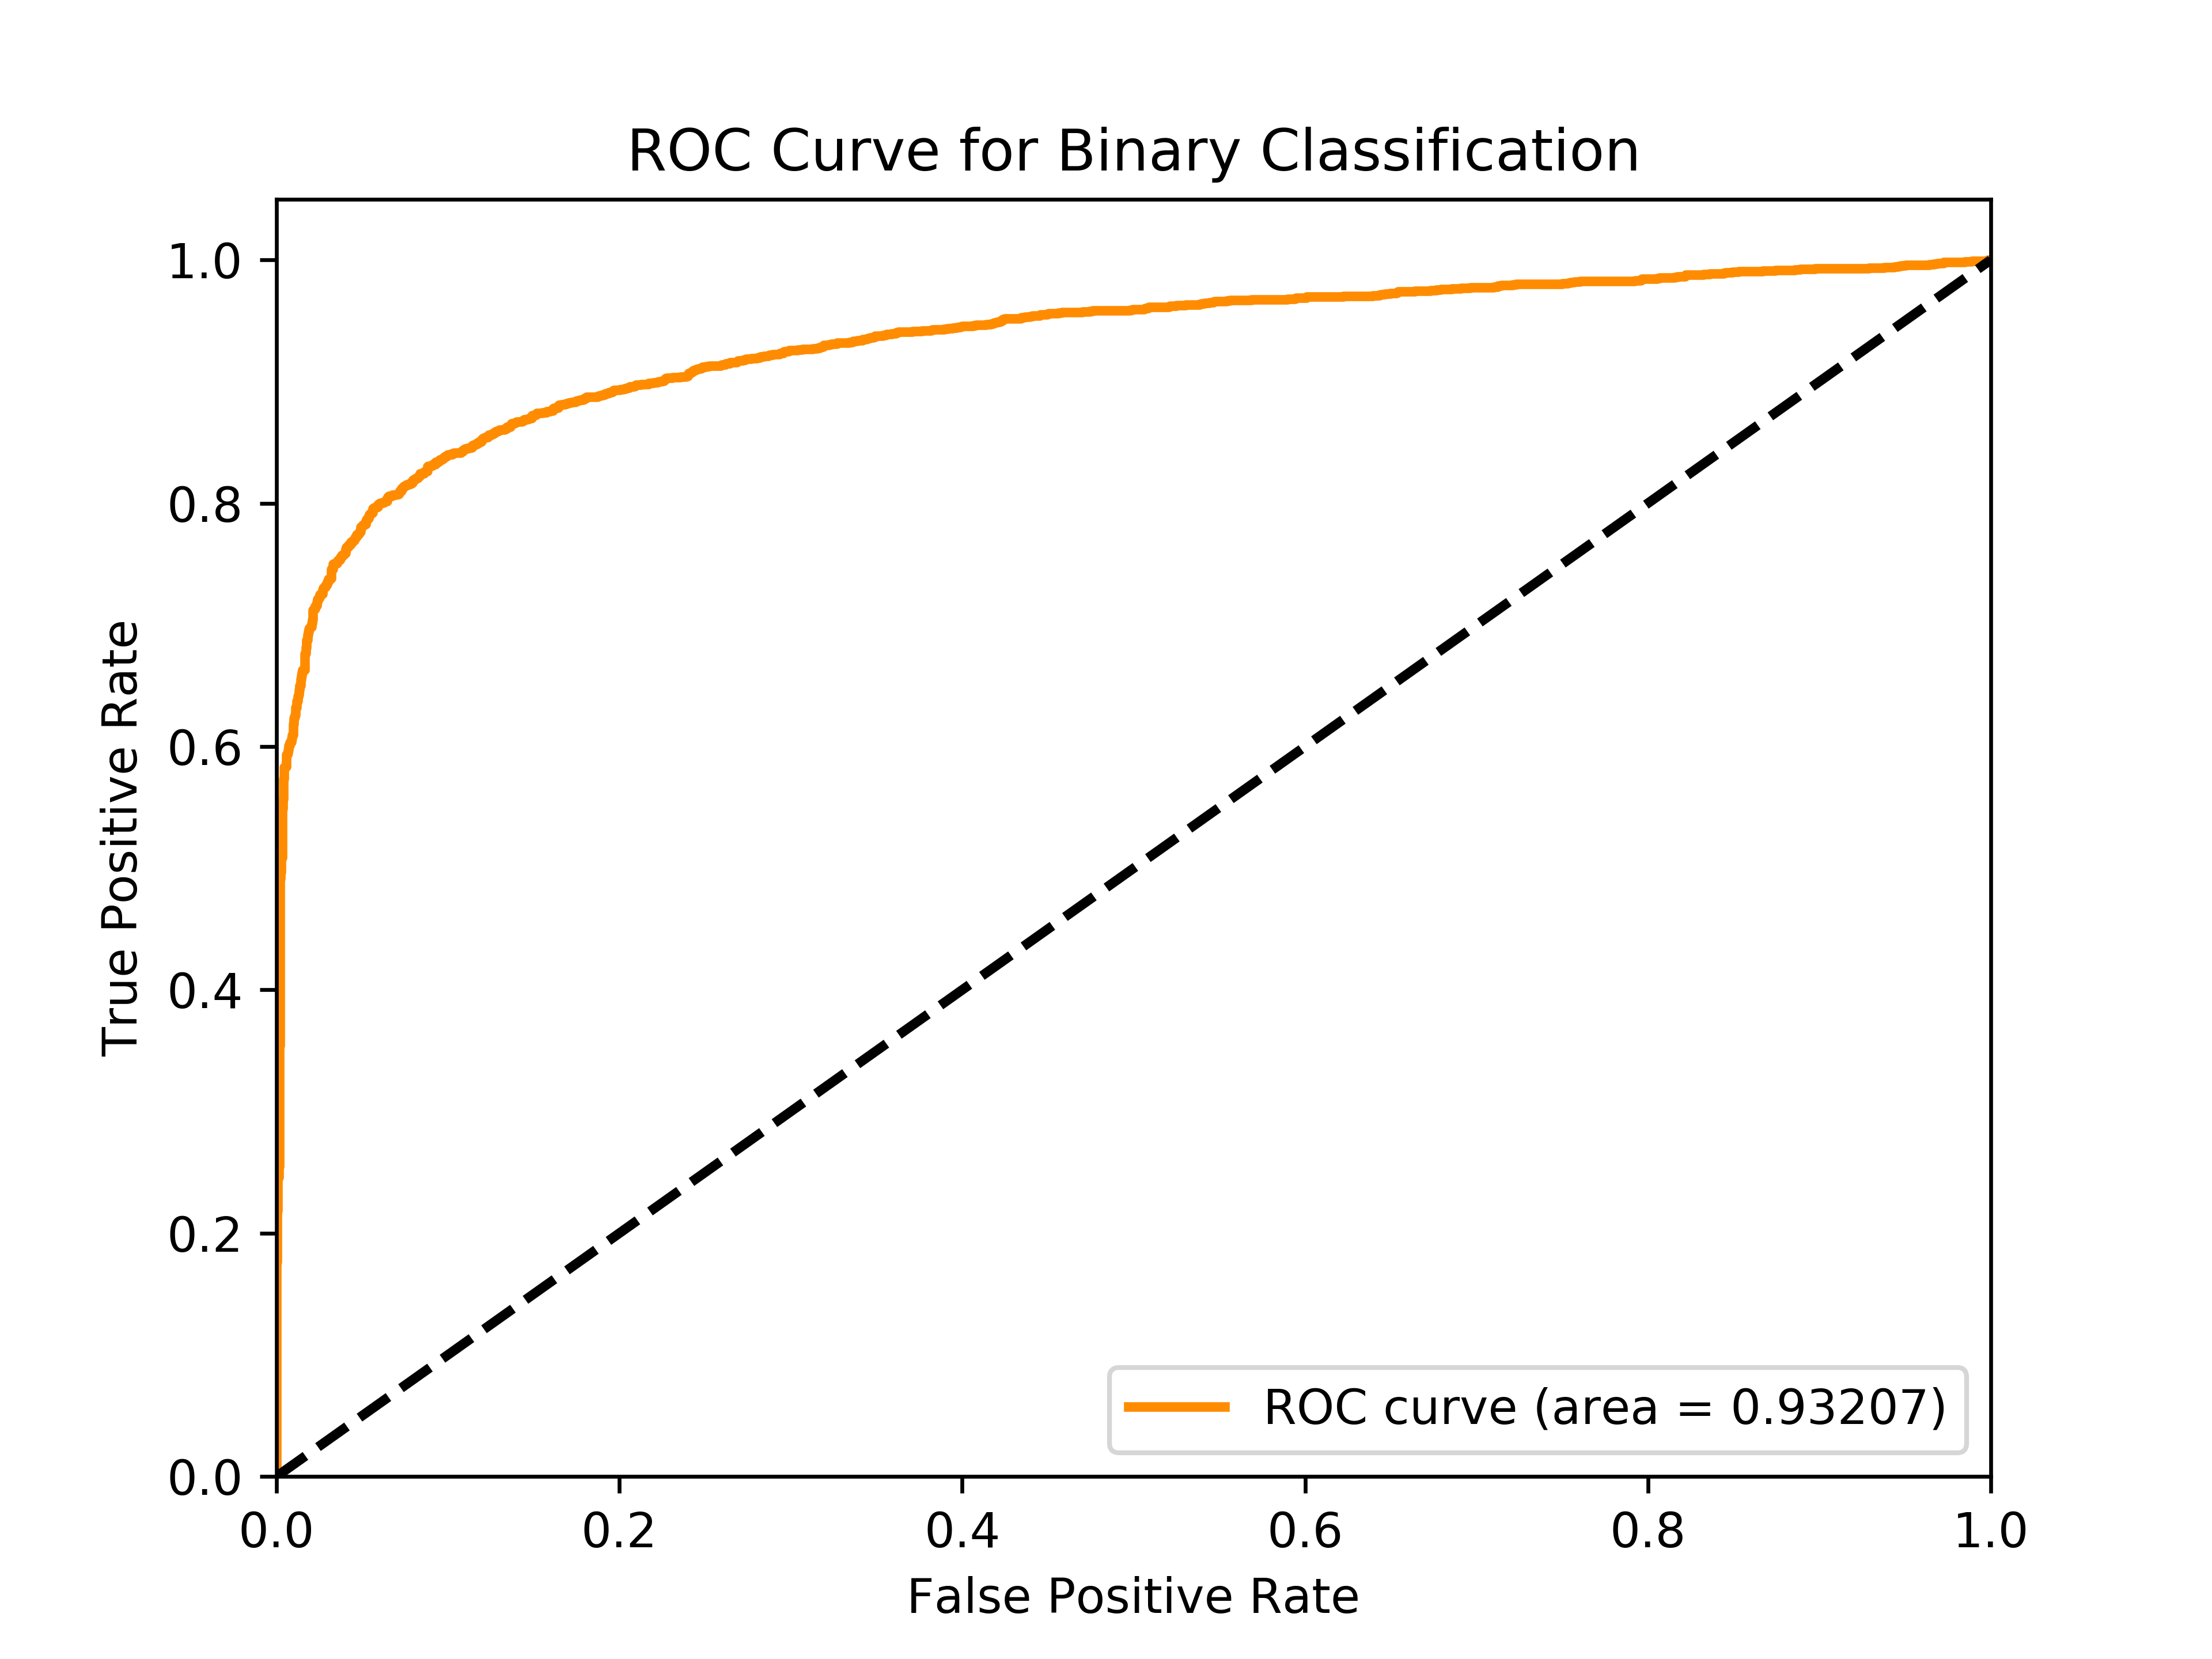 ROC Curve for Binary Classification
1.0
0.8
0.6
0.4
0.2
0.0
True Positive Rate
ROC curve (area = 0.93207)
0.0 0.2 0.4 0.6 0.8 1.0
False Positive Rate